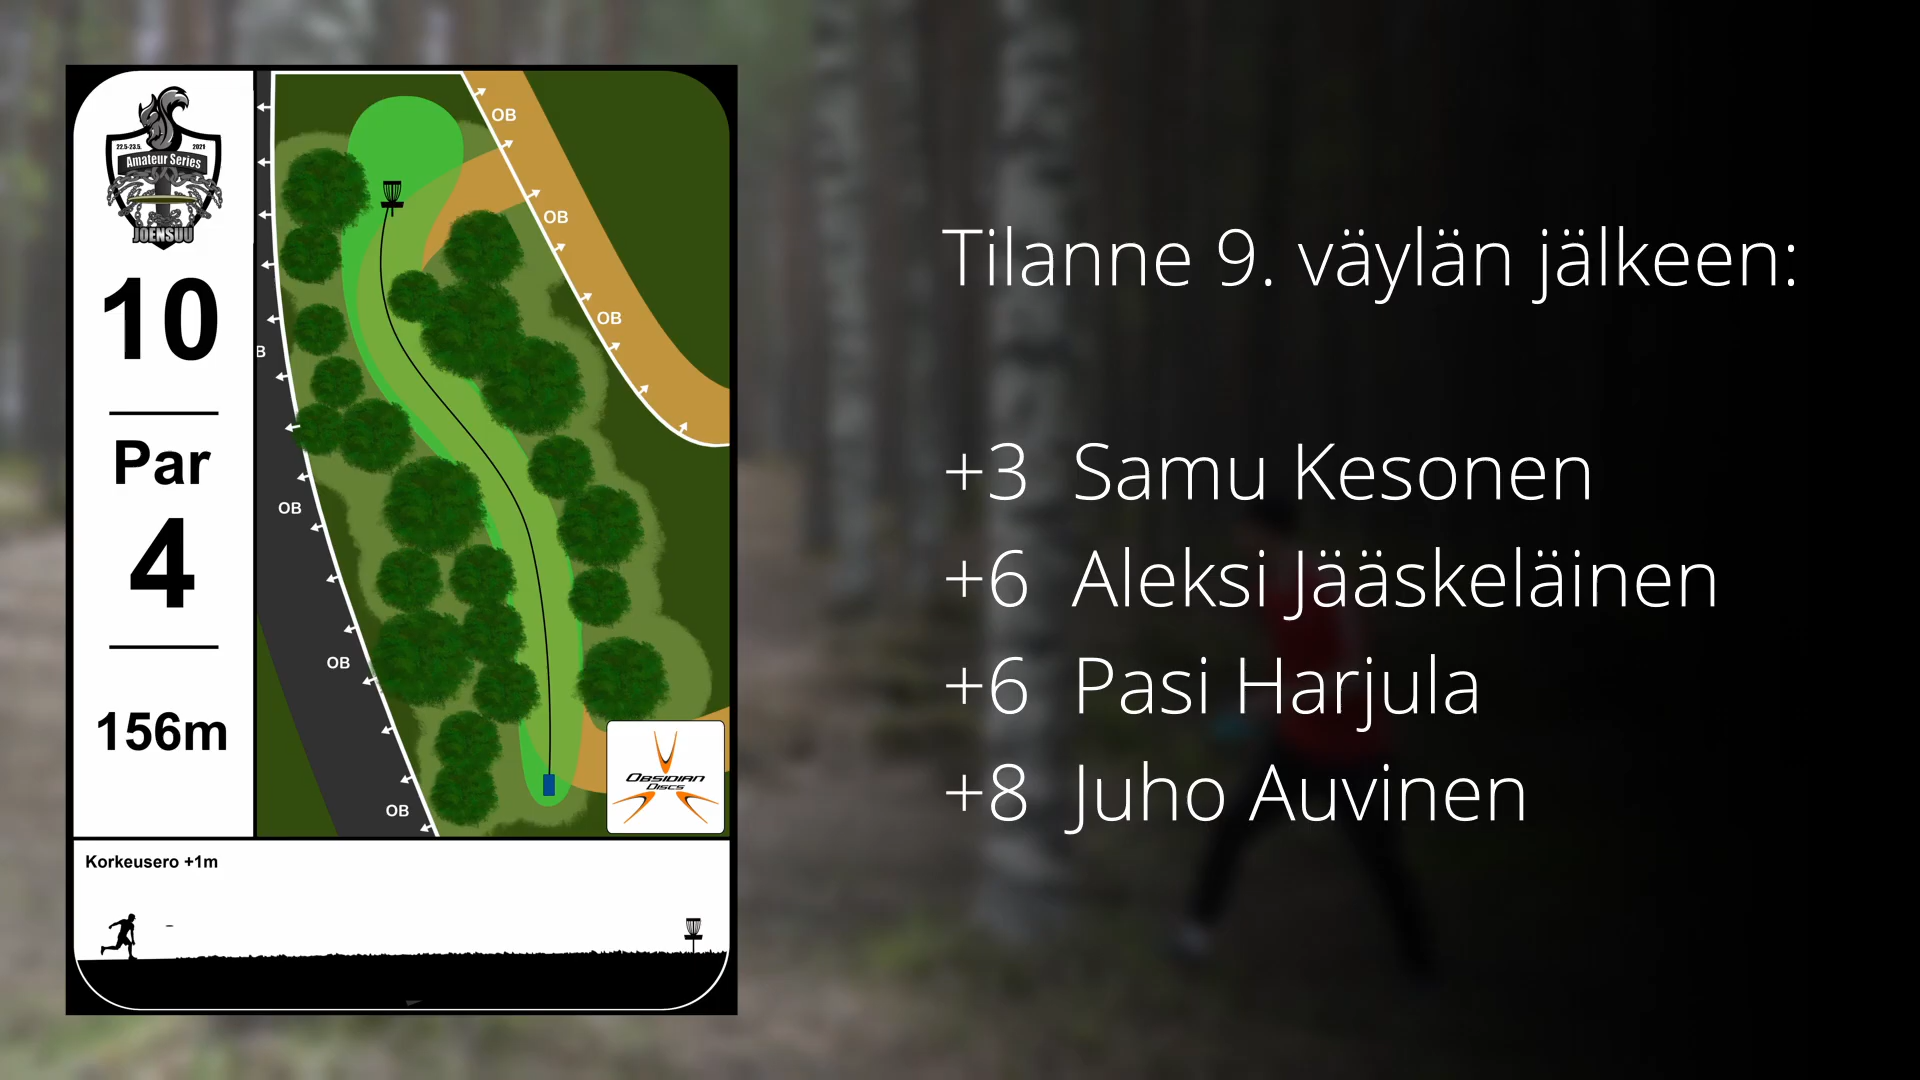 22.5-23.5. 2021
Amateur Series
JOENSUU
10
Par
4
156m
OB
OB
OB
B
OB
OB
OB
OBSIDIAN
DISCS
Korkeusero +1m
Tilanne 9. väylän jälkeen:
+3 Samu Kesonen
+6 Aleksi Jääskeläinen
+6 Pasi Harjula
+8 Juho Auvinen